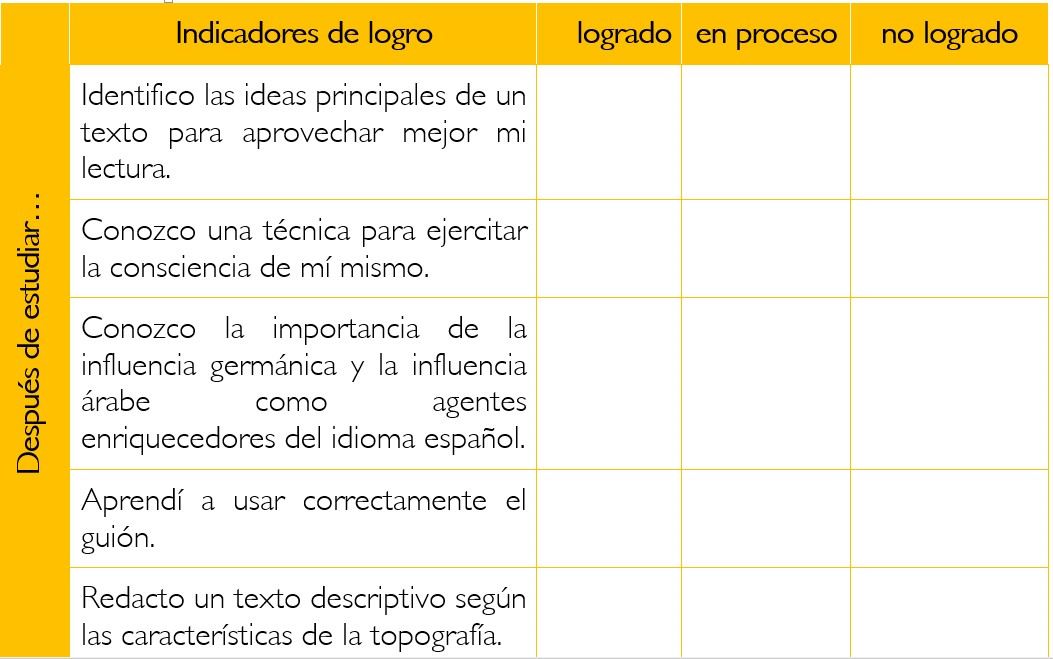 Indicadores de logro logrado en proceso no logrado
Después de estudiar…
Identifico las ideas principales de un
texto para aprovechar mejor mi
lectura.
Conozco una técnica para ejercitar
la consciencia de mí mismo.
Conozco la importancia de la
influencia germánica y la influencia
árabe como agentes
enriquecedores del idioma español.
Aprendí a usar correctamente el
guión.
Redacto un texto descriptivo según
las características de la topografía.